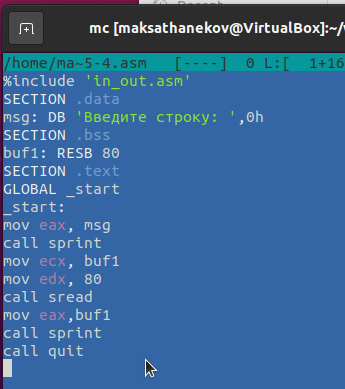 mc [maksathanekov@VirtualBox]:~/
/home/ma~5-4.asm [----] 0 L:[ 1+16
%include 'in_out.asm'
SECTION .data
msg: DB 'Введите строку: ',0h
SECTION .bss
buf1: RESB 80
SECTION .text
GLOBAL _start
_start:
mov eax, msg
call sprint
mov ecx, buf1
mov edx, 80
call sread
mov eax,buf1
call sprint
call quit